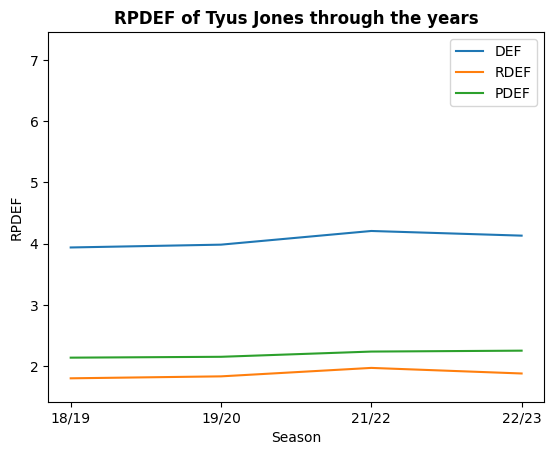 RPDEF of Tyus Jones through the years
DEF
RDEF
PDEF
7
6
5
4
3
2
RPDEF
18/19
19/20
21/22
22/23
Season